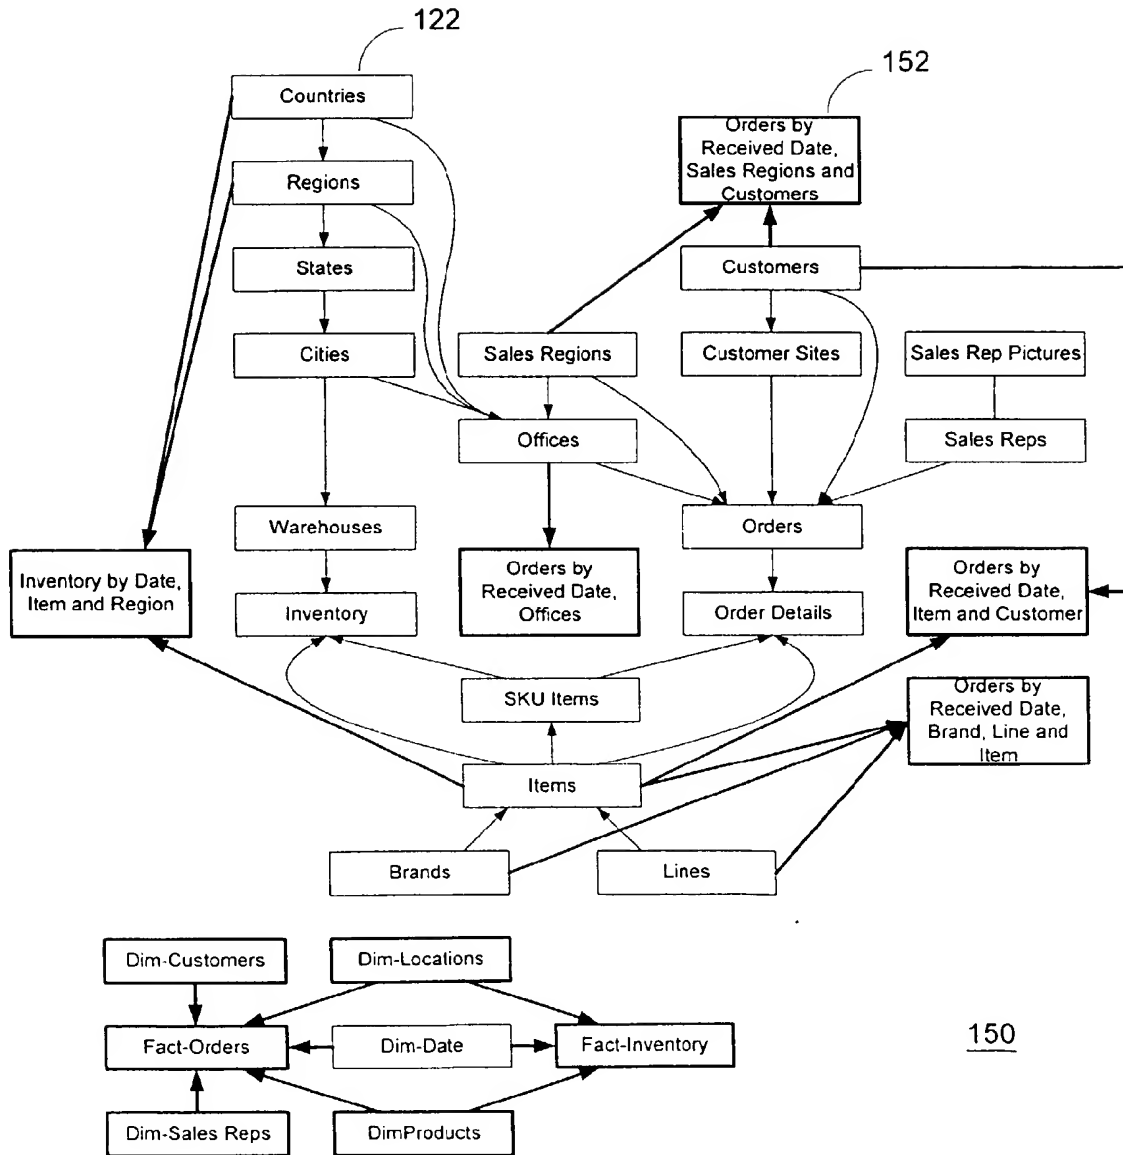 122
152
Countries
Orders by
Received Date,
Sales Regions and
Customers
Regions
States
Customers
Cities
Sales Regions
Customer Sites
Sales Rep Pictures
Offices
Sales Reps
Warehouses
Orders
Inventory by Date,
Item and Region
Orders by
Received Date,
Offices
Orders by
Received Date,
Item and Customer
Inventory
Order Details
SKU Items
Orders by
Received Date,
Brand, Line and
Item
Items
Brands
Lines
Dim-Customers
Dim-Locations
Fact-Orders
Dim-Date
Fact-Inventory
150
Dim-Sales Reps
DimProducts